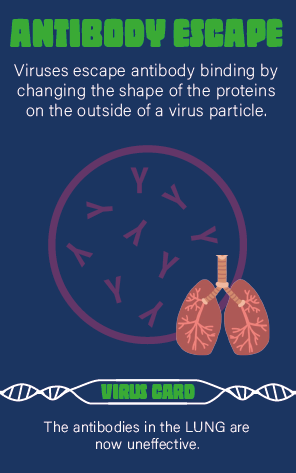 ANTIBODY ESCAPE
Viruses escape antibody binding by
changing the shape of the proteins
on the outside of a virus particle.
VIRUS CARD
The antibodies in the LUNG are
now uneffective.